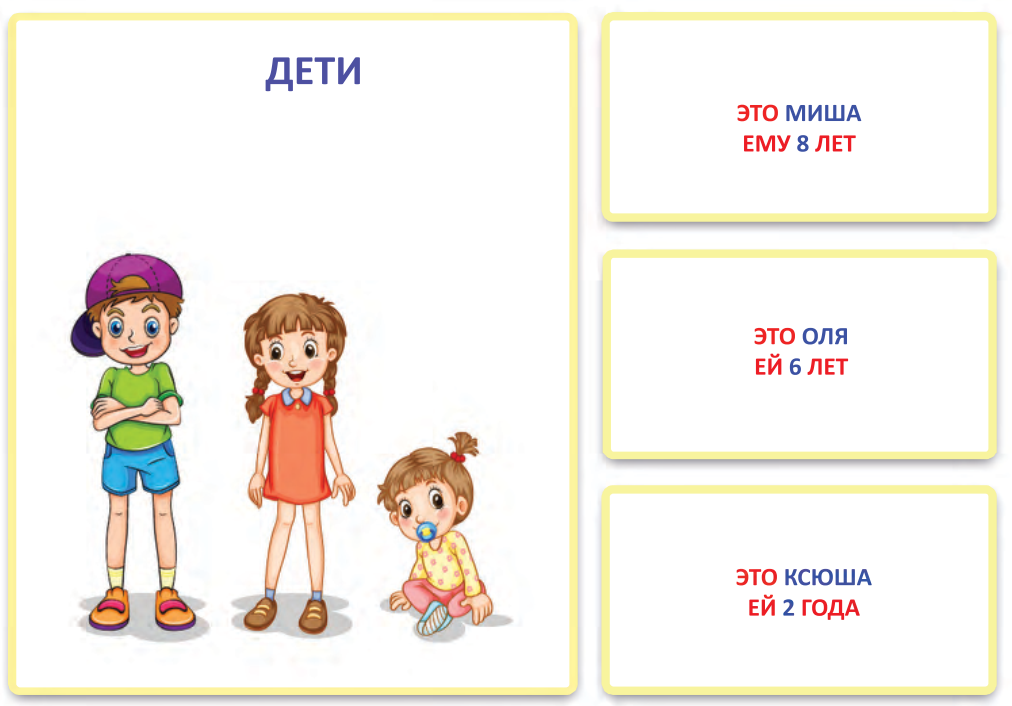 ДЕТИ
ЭТО МИША
ЕМУ 8 ЛЕТ
ЭТО ОЛЯ
ЕЙ 6 ЛЕТ
ЭТО КСЮША
ЕЙ 2 ГОДА